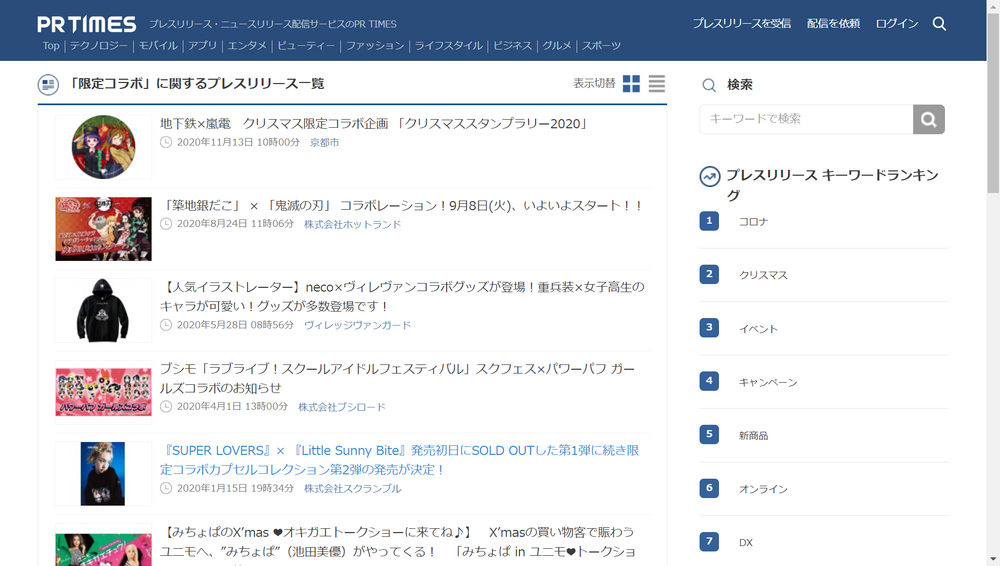 PR TIMES プレスリリース・ニュースリリース配信サービスのPR TIMES
プレスリリースを受信 配信を依頼 ログイン
Top テクノロジー モバイル アプリ エンタメ ビューティー ファッション ライフスタイル ビジネス グルメ スポーツ
「限定コラボ」に関するプレスリリース一覧
表示切替
地下鉄×嵐電　クリスマス限定コラボ企画 「クリスマススタンプラリー2020」
2020年11月13日 10時00分 京都市
「築地銀だこ」 × 「鬼滅の刃」 コラボレーション！9月8日(火)、いよいよスタート！！
2020年8月24日 11時06分 株式会社ホットランド
【人気イラストレーター】neco×ヴィレヴァンコラボグッズが登場！重兵装×女子高生の
キャラが可愛い！グッズが多数登場です！
2020年5月28日 08時56分 ヴィレッジヴァンガード
パワーパフ ガールズコラボ
ブシモ「ラブライブ！スクールアイドルフェスティバル」スクフェス×パワーパフ ガー
ルズコラボのお知らせ
2020年4月1日 13時00分 株式会社ブシロード
『SUPER LOVERS』× 『Little Sunny Bite』発売初日にSOLD OUTした第1弾に続き限
定コラボカプセルコレクション第2弾の発売が決定！
2020年1月15日 19時34分 株式会社スクランブル
【みちょぱのX’mas ❤オキガエトークショーに来てね♪】　X’masの買い物客で賑わう
ユニモへ、”みちょぱ”（池田美優）がやってくる！　「みちょぱ in ユニモ❤トークショ
検索
キーワードで検索
プレスリリース キーワードランキン
グ
1 コロナ
2 クリスマス
3 イベント
4 キャンペーン
5 新商品
6 オンライン
7 DX